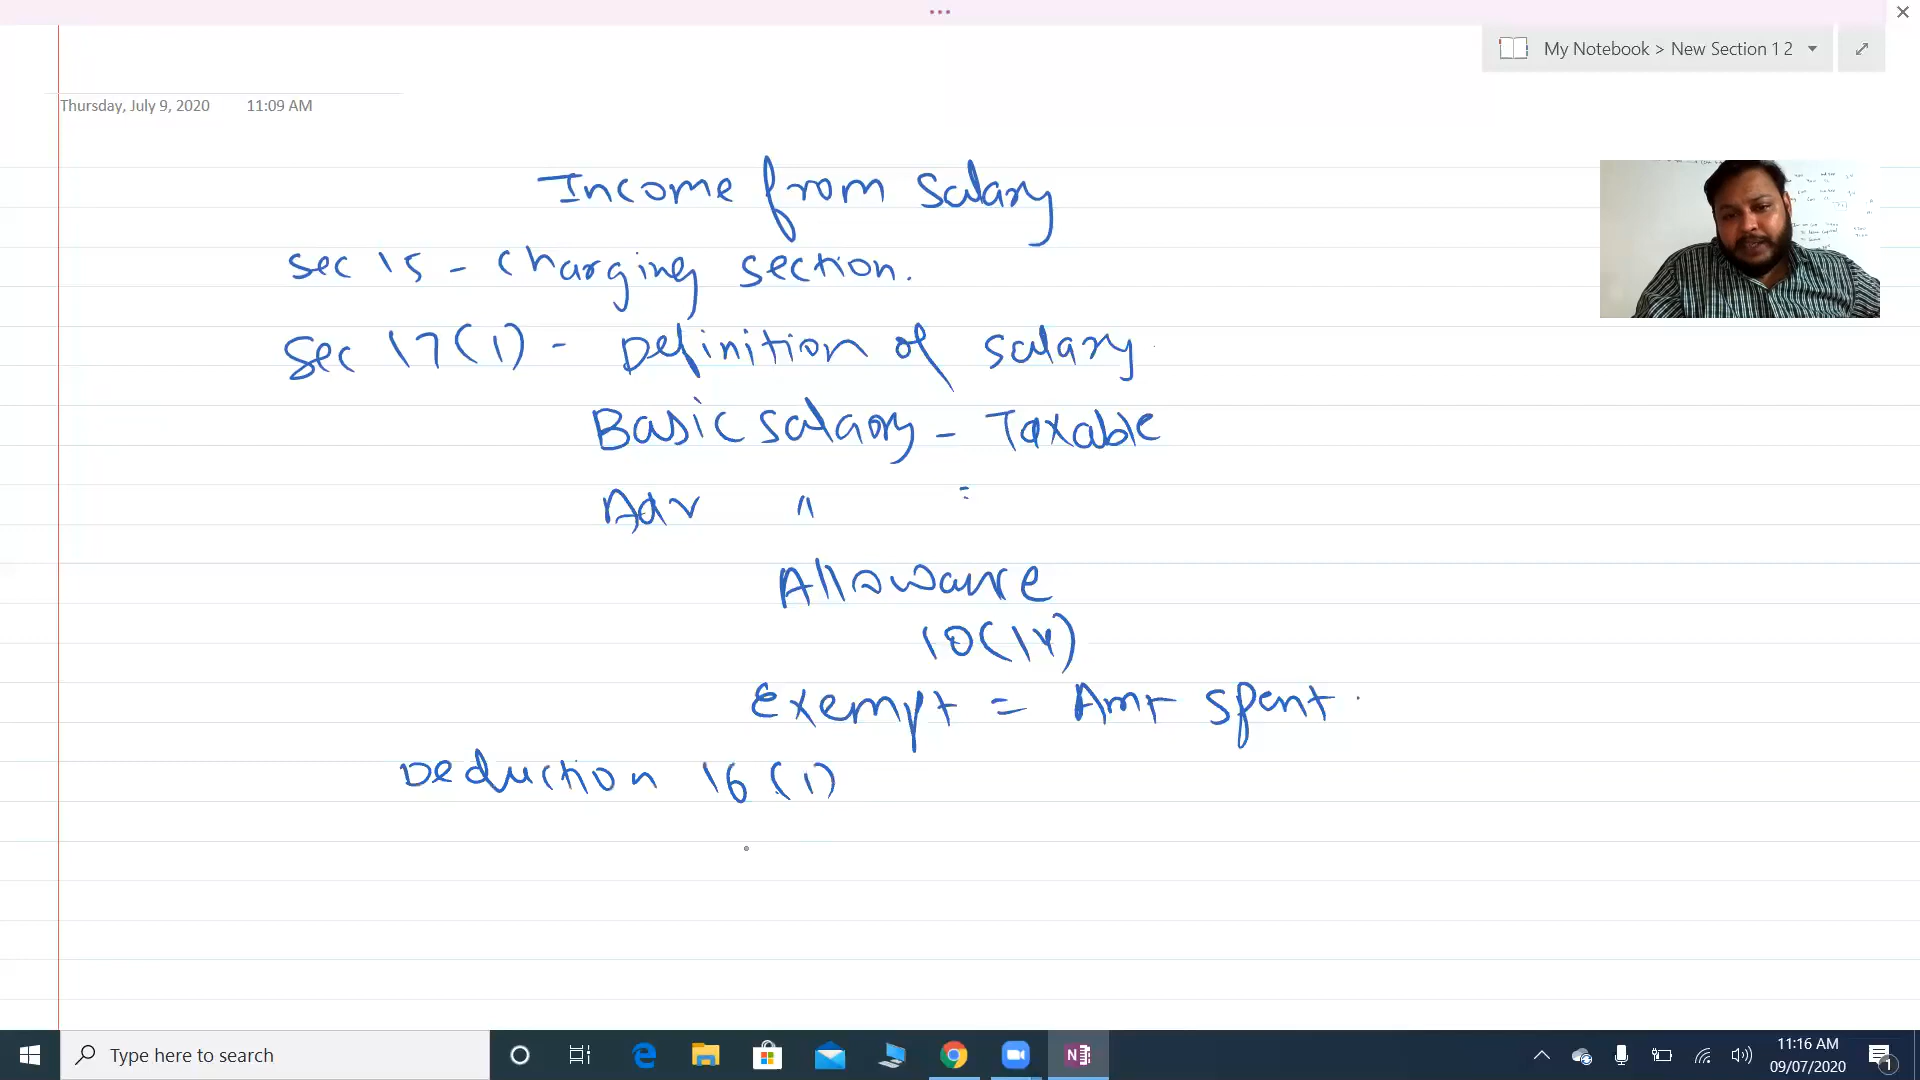 My Notebook > New Section 1 2
Thursday, July 9, 2020 11:09 AM
Income from Salary
Sec 15 - Charging section.
Sec 17(1) - Definition of salary
Basic salary - Taxable
Adv " =
Allowance
10(14)
Exempt = Amt spent.
Deduction 16(1)
Type here to search
11:16 AM
09/07/2020
1